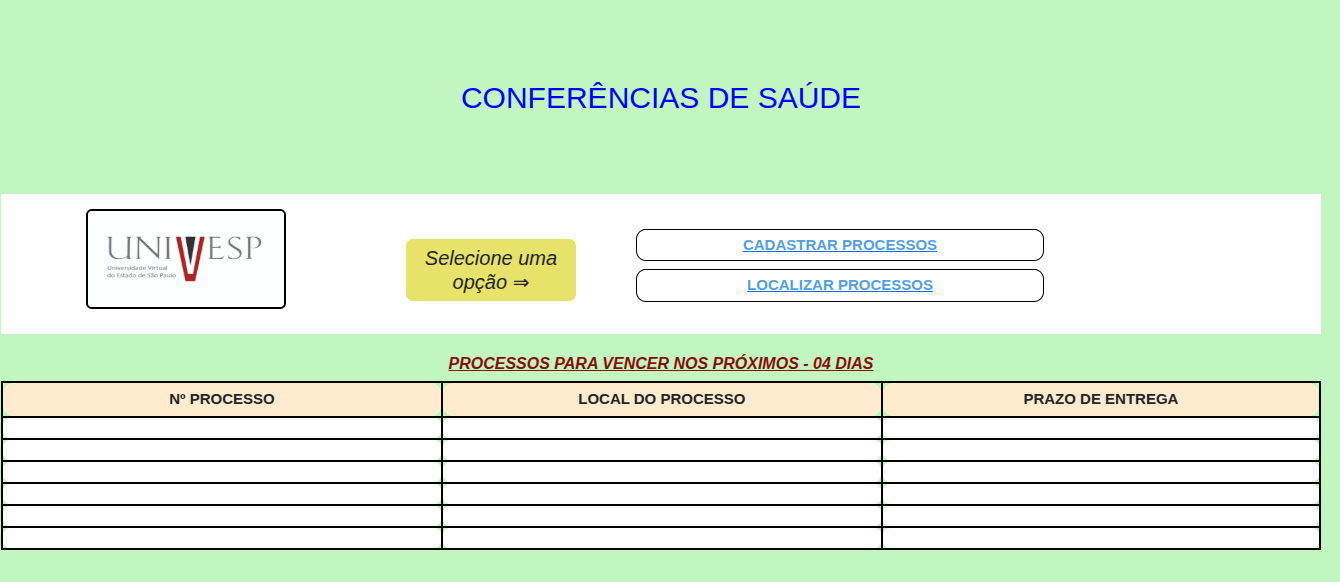 CONFERÊNCIAS DE SAÚDE
UNIVESP
Universidade Virtual
do Estado de São Paulo
Selecione uma
opção ⇒
CADASTRAR PROCESSOS
LOCALIZAR PROCESSOS
PROCESSOS PARA VENCER NOS PRÓXIMOS - 04 DIAS
Nº PROCESSO LOCAL DO PROCESSO PRAZO DE ENTREGA